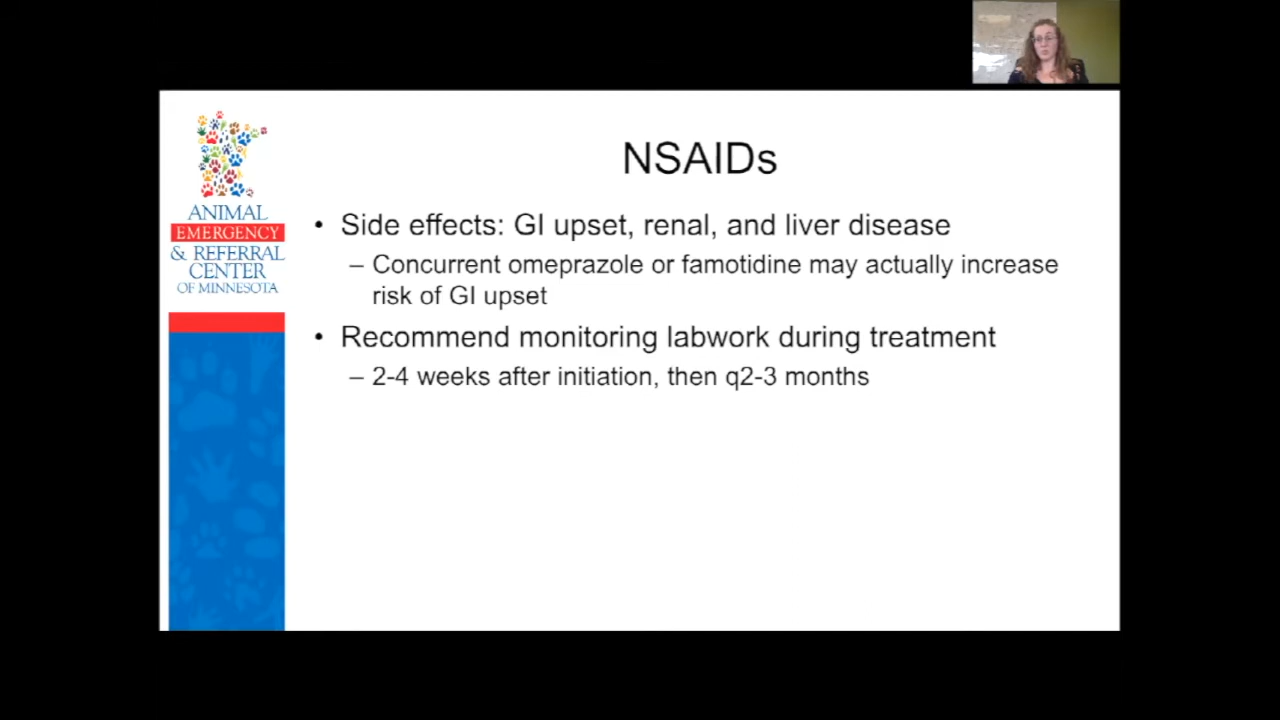 ANIMAL
EMERGENCY
& REFERRAL
CENTER
OF MINNESOTA
NSAIDs
• Side effects: GI upset, renal, and liver disease
– Concurrent omeprazole or famotidine may actually increase
risk of GI upset
• Recommend monitoring labwork during treatment
– 2-4 weeks after initiation, then q2-3 months